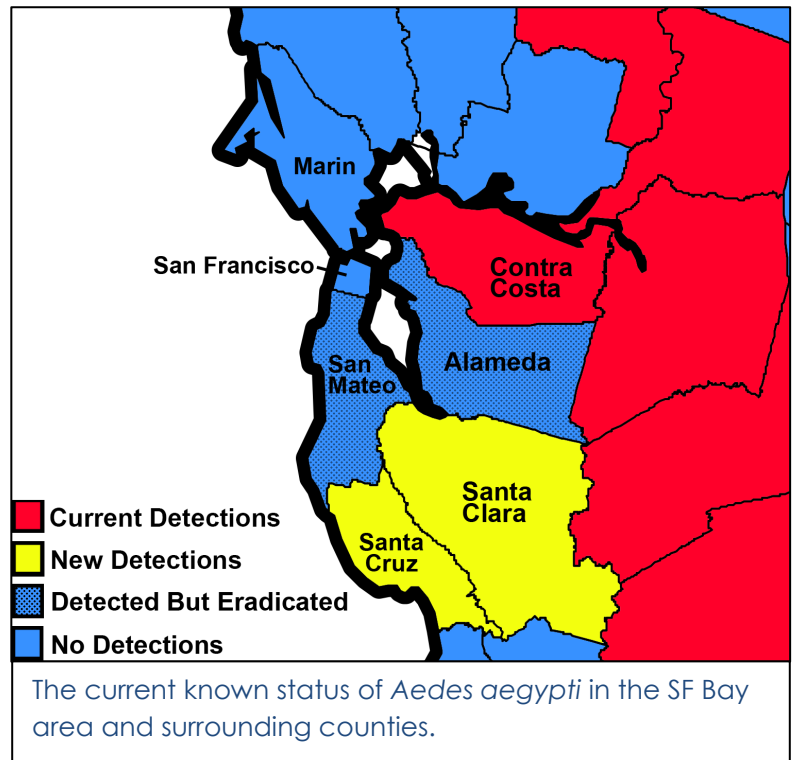 Marin
San Francisco
Contra
Costa
San
Mateo
Alameda
Santa
Clara
Santa
Cruz
Current Detections
New Detections
Detected But Eradicated
No Detections
The current known status of Aedes aegypti in the SF Bay
area and surrounding counties.